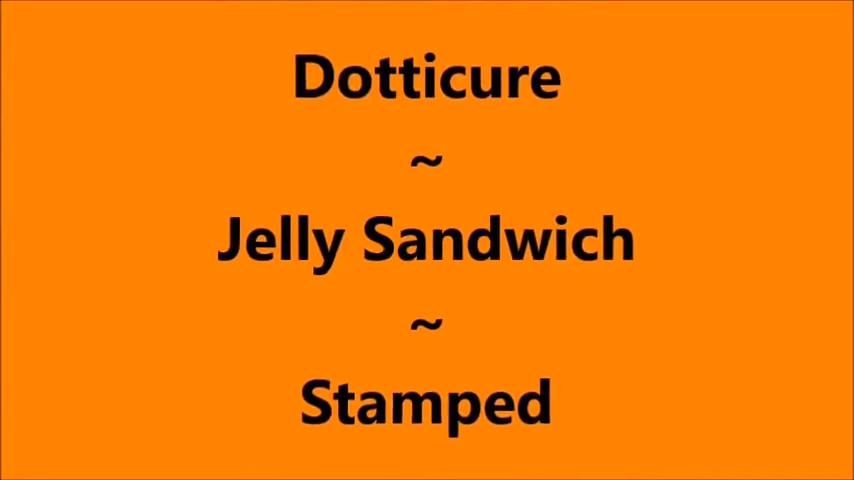 Dotticure
~
Jelly Sandwich
~
Stamped